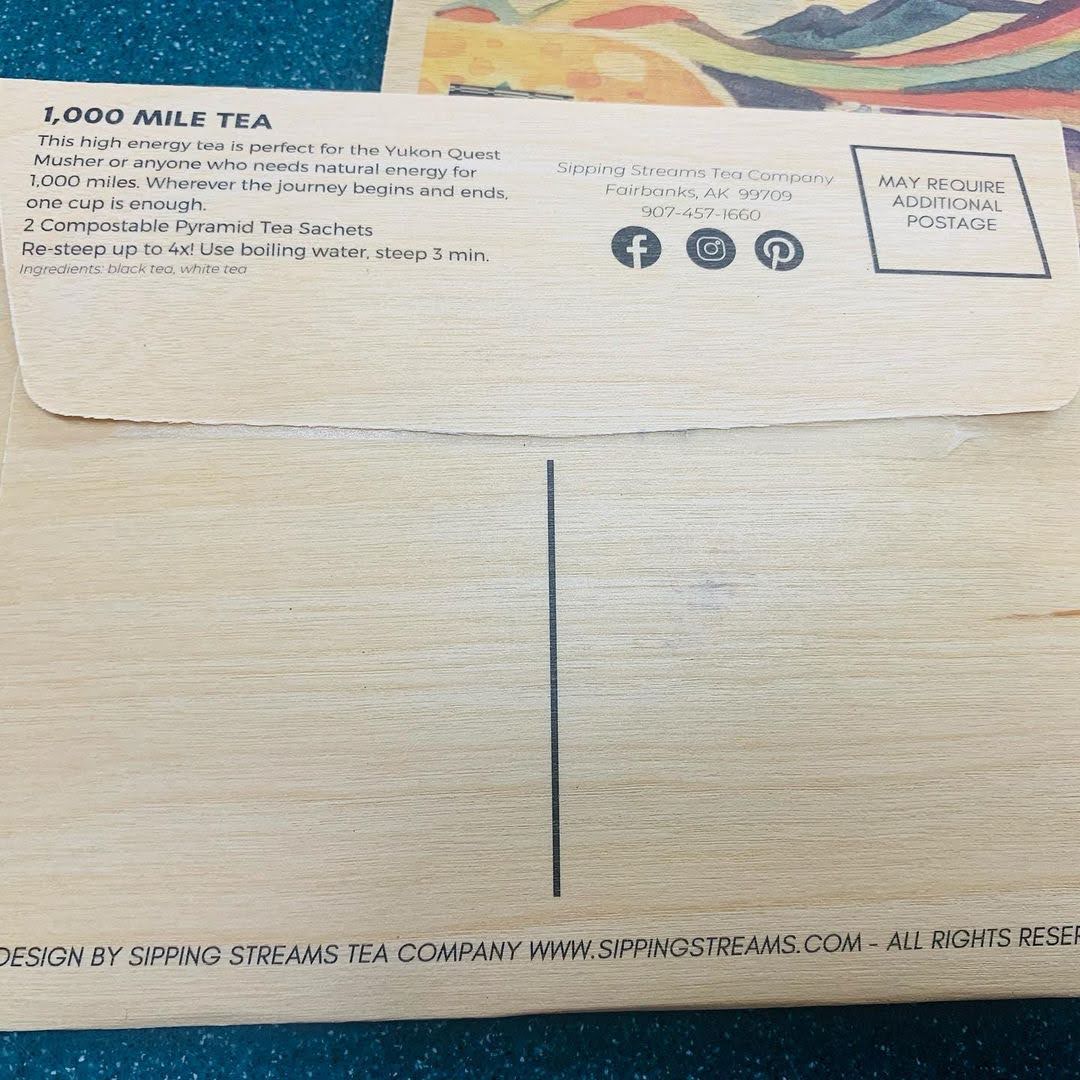 1,000 MILE TEA
This high energy tea is perfect for the Yukon Quest
Musher or anyone who needs natural energy for
1,000 miles. Wherever the journey begins and ends,
one cup is enough.
2 Compostable Pyramid Tea Sachets
Re-steep up to 4x! Use boiling water, steep 3 min.
Ingredients: black tea, white tea
Sipping Streams Tea Company
Fairbanks, AK 99709
907-457-1660
MAY REQUIRE
ADDITIONAL
POSTAGE
DESIGN BY SIPPING STREAMS TEA COMPANY WWW.SIPPINGSTREAMS.COM - ALL RIGHTS RESER